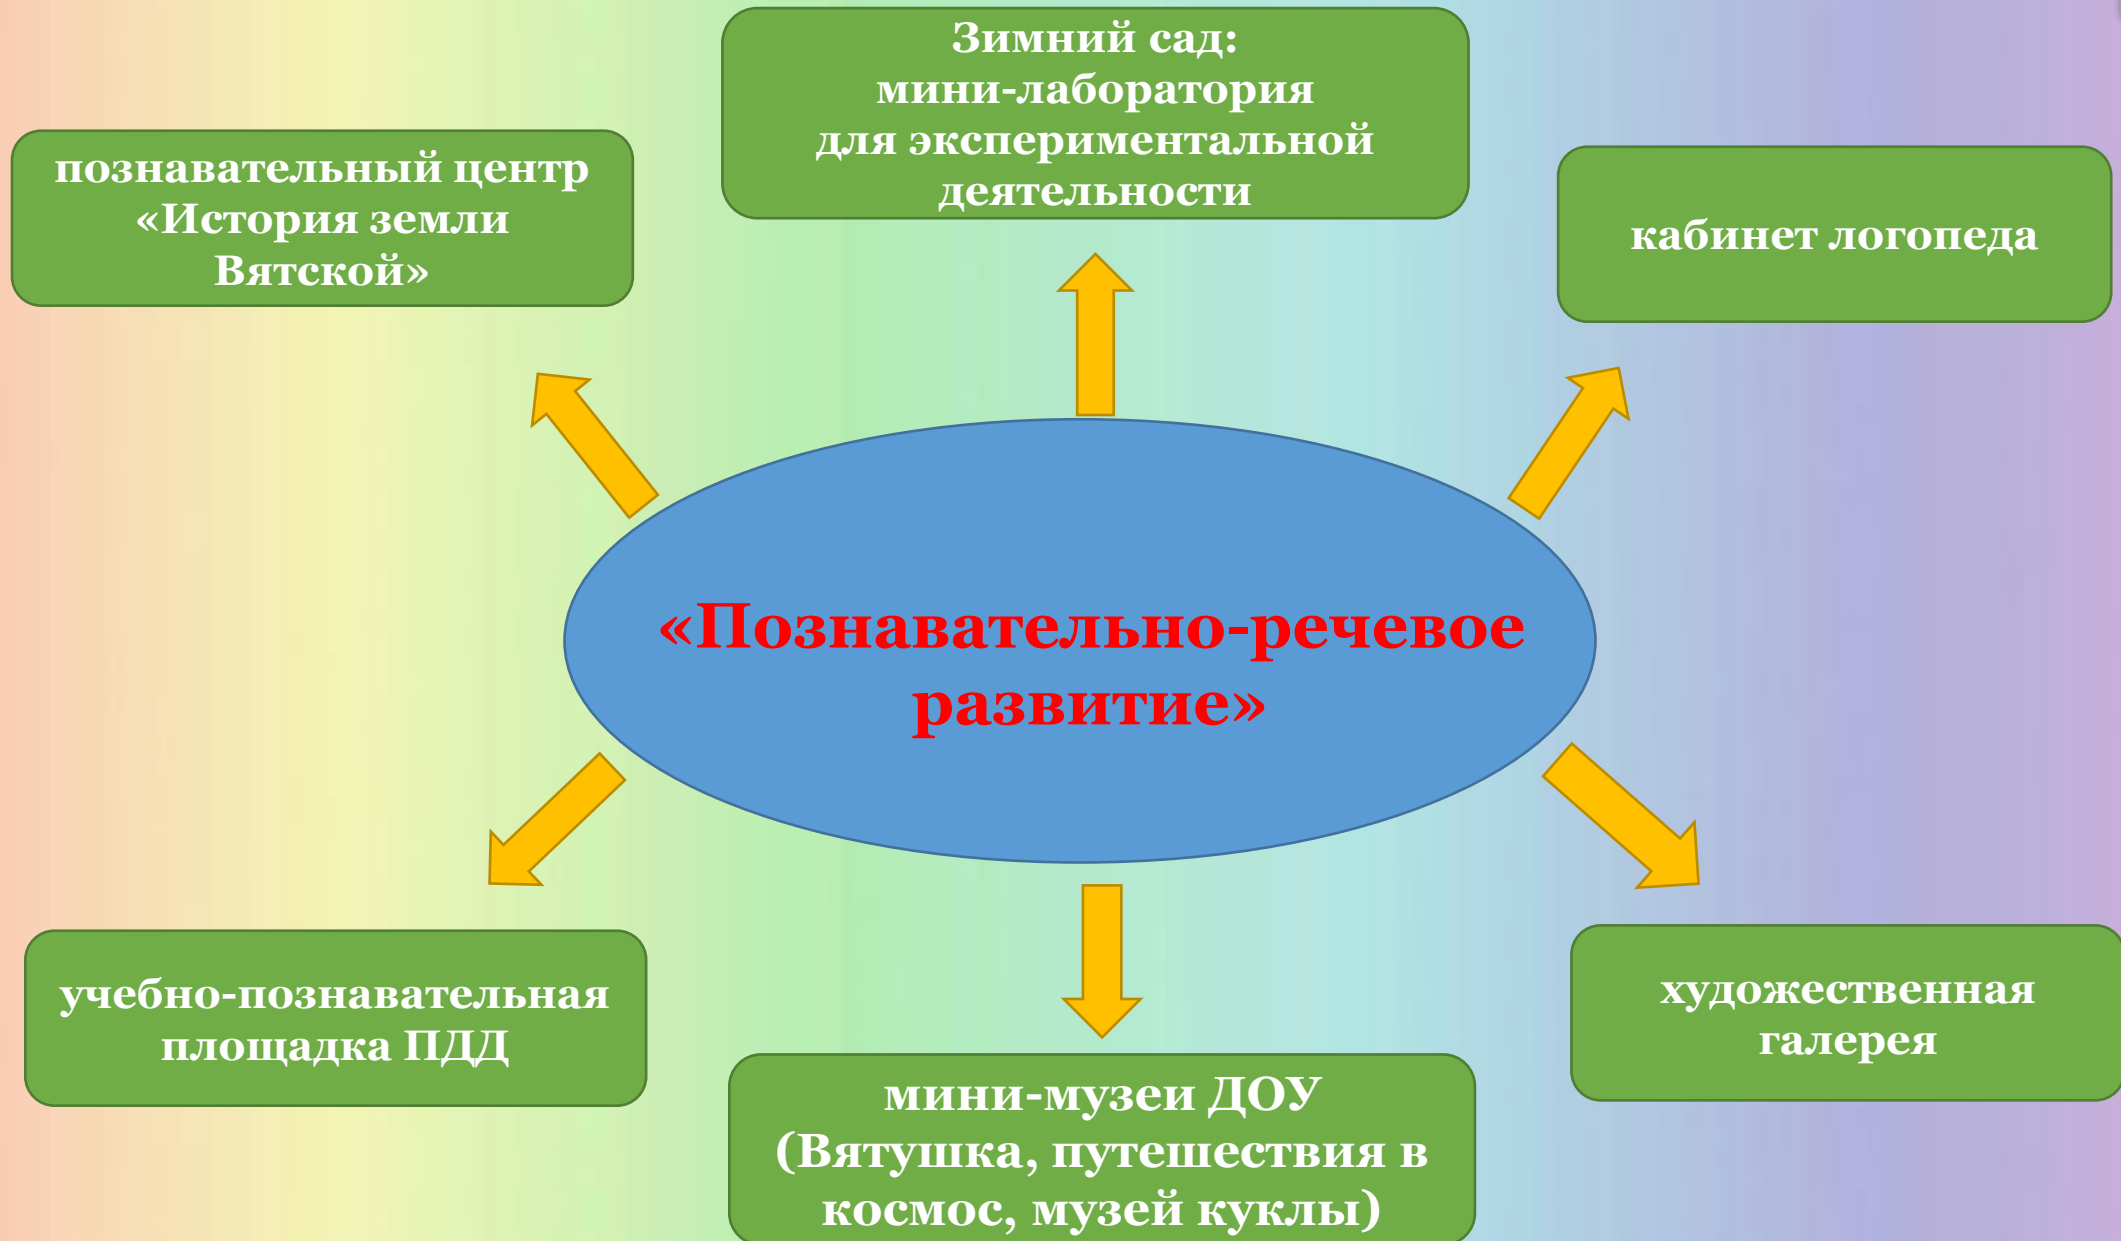 Зимний сад:
мини-лаборатория
для экспериментальной
деятельности
познавательный центр
«История земли
Вятской»
кабинет логопеда
«Познавательно-речевое
развитие»
учебно-познавательная
площадка ПДД
художественная
галерея
мини-музеи ДОУ
(Вятушка, путешествия в
космос, музей куклы)